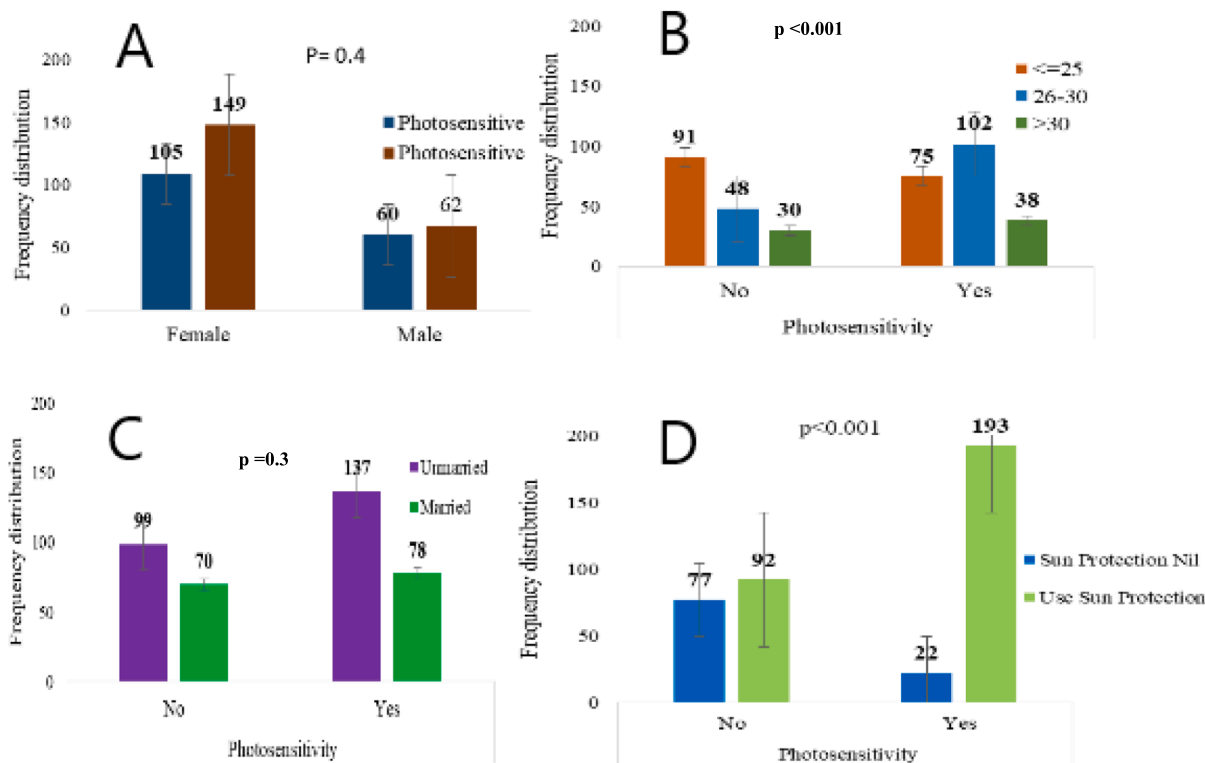 A
P= 0.4
Frequency distribution
200
150
100
50
0
105
149
60
62
Photosensitive
Photosensitive
Female
Male
B
p <0.001
Frequency distribution
200
150
100
50
0
91
48
30
75
102
38
<=25
26-30
>30
No
Yes
Photosensitivity
C
p =0.3
Frequency distribution
200
150
100
50
0
99
70
137
78
Unmarried
Married
No
Yes
Photosensitivity
D
p<0.001
Frequency distribution
200
150
100
50
0
77
92
22
193
Sun Protection Nil
Use Sun Protection
No
Yes
Photosensitivity